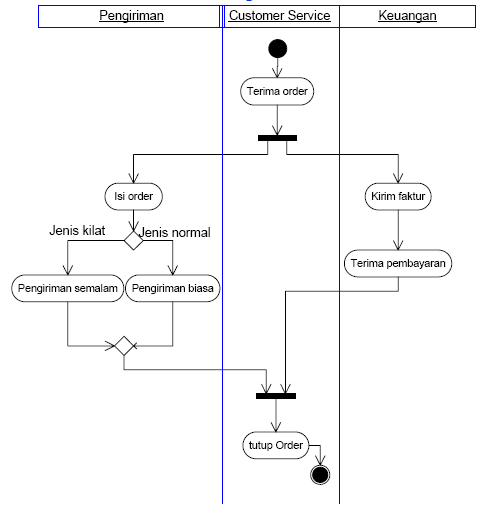 Pengiriman
Customer Service
Keuangan
Terima order
Isi order
Kirim faktur
Jenis kilat
Jenis normal
Terima pembayaran
Pengiriman semalam
Pengiriman biasa
tutup Order